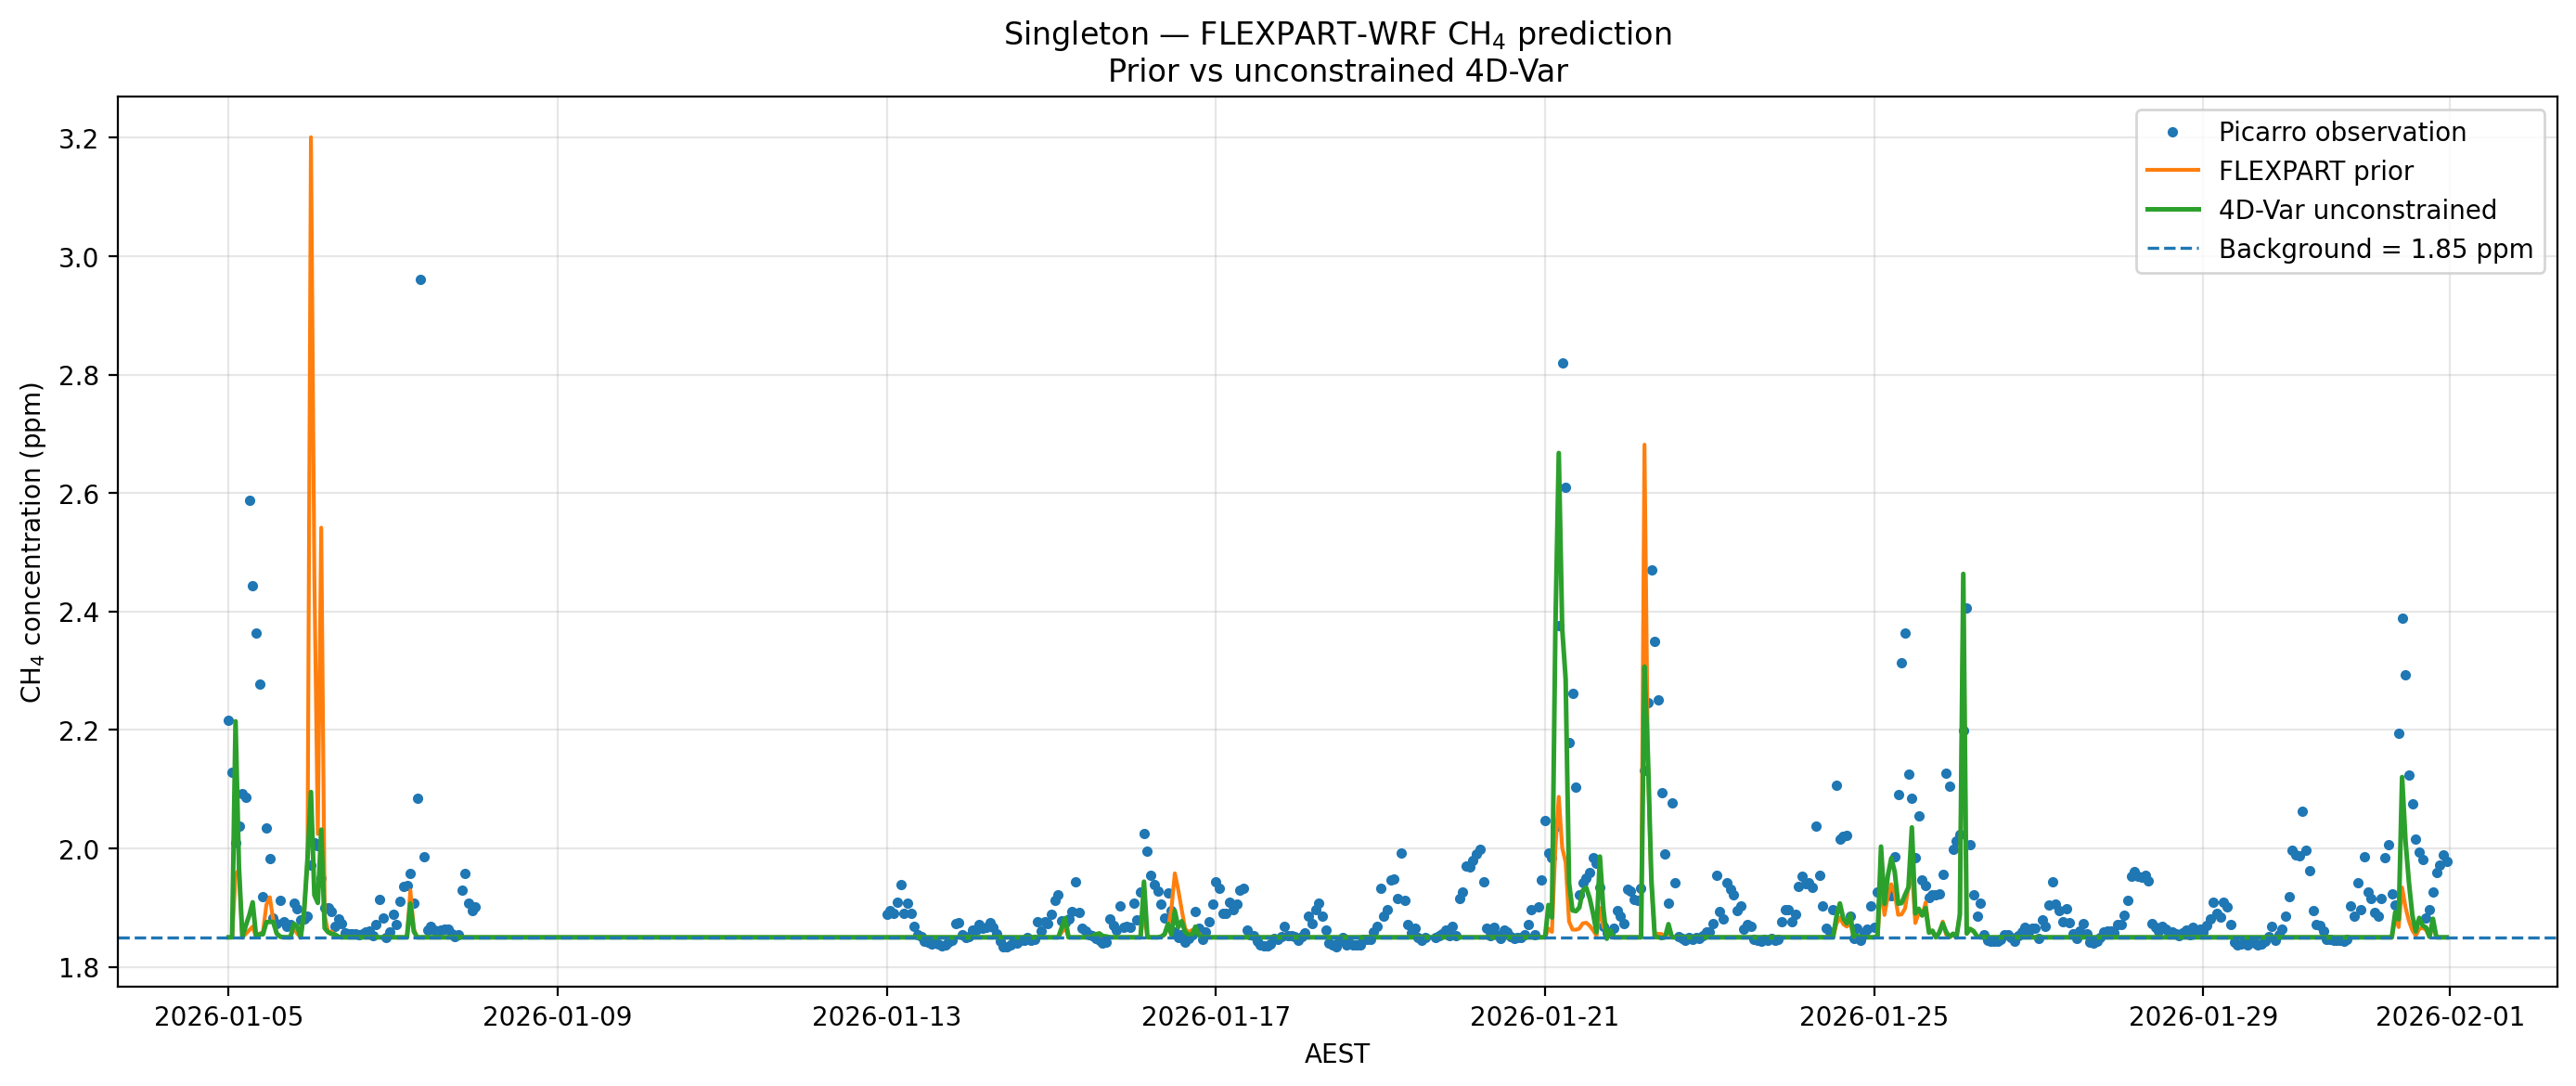 Singleton — FLEXPART-WRF CH₄ prediction
Prior vs unconstrained 4D-Var
CH₄ concentration (ppm)
3.2
3.0
2.8
2.6
2.4
2.2
2.0
1.8
Picarro observation
FLEXPART prior
4D-Var unconstrained
Background = 1.85 ppm
2026-01-05
2026-01-09
2026-01-13
2026-01-17
2026-01-21
2026-01-25
2026-01-29
2026-02-01
AEST